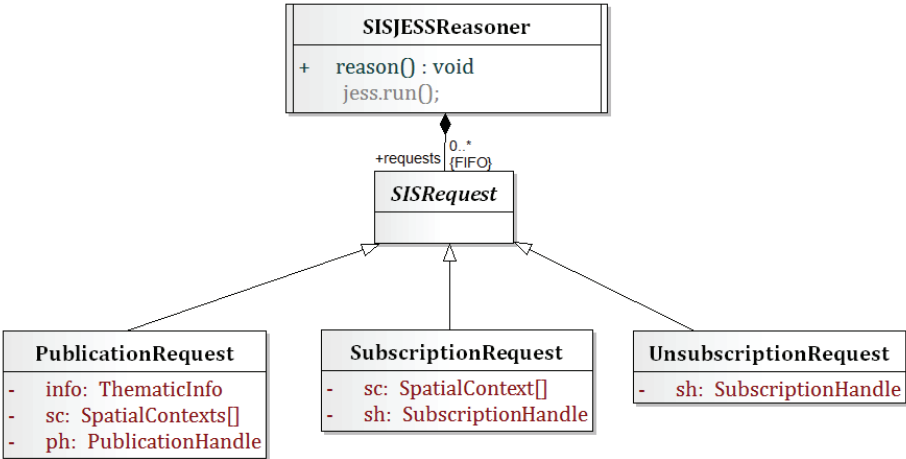 SISJESSReasoner
+ reason() : void
jess.run();
0..*
+requests {FIFO}
SISRequest
PublicationRequest
- info: ThematicInfo
- sc: SpatialContexts[]
- ph: PublicationHandle
SubscriptionRequest
- sc: SpatialContext[]
- sh: SubscriptionHandle
UnsubscriptionRequest
- sh: SubscriptionHandle